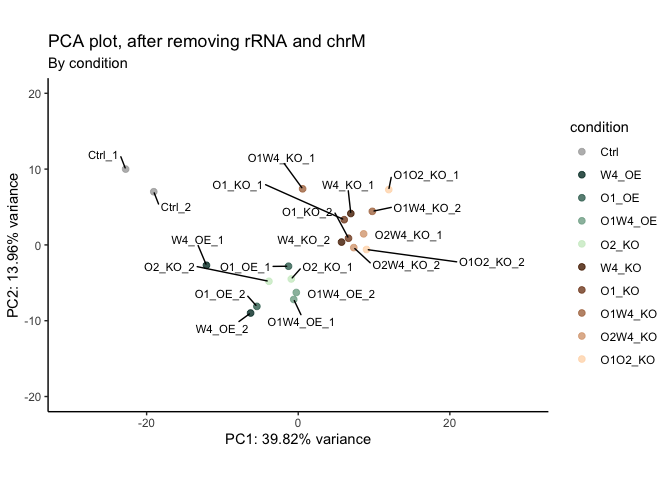 PCA plot, after removing rRNA and chrM
By condition
20
10
0
-10
-20
-20
0
20
PC2: 13.96% variance
PC1: 39.82% variance
Ctrl_1
Ctrl_2
O1W4_KO_1
O1_KO_1
W4_KO_1
O1O2_KO_1
O1_KO_2
O1W4_KO_2
W4_OE_1
W4_KO_2
O2W4_KO_1
O2_KO_2
O1_OE_1
O2_KO_1
O2W4_KO_2
O1O2_KO_2
O1_OE_2
O1W4_OE_2
W4_OE_2
O1W4_OE_1
condition
Ctrl
W4_OE
O1_OE
O1W4_OE
O2_KO
W4_KO
O1_KO
O1W4_KO
O2W4_KO
O1O2_KO